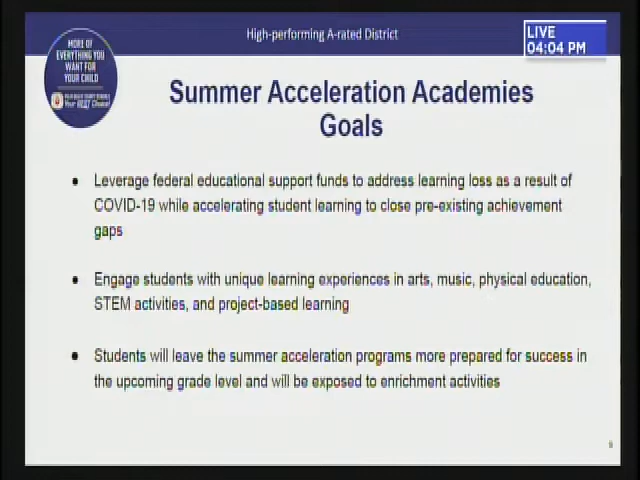 High-performing A-rated District
LIVE
04:04 PM
MORE OF
EVERYTHING YOU
WANT FOR
YOUR CHILD
PALM BEACH COUNTY SCHOOLS
Your BEST Choice!
Summer Acceleration Academies
Goals
• Leverage federal educational support funds to address learning loss as a result of
COVID-19 while accelerating student learning to close pre-existing achievement
gaps
• Engage students with unique learning experiences in arts, music, physical education,
STEM activities, and project-based learning
• Students will leave the summer acceleration programs more prepared for success in
the upcoming grade level and will be exposed to enrichment activities